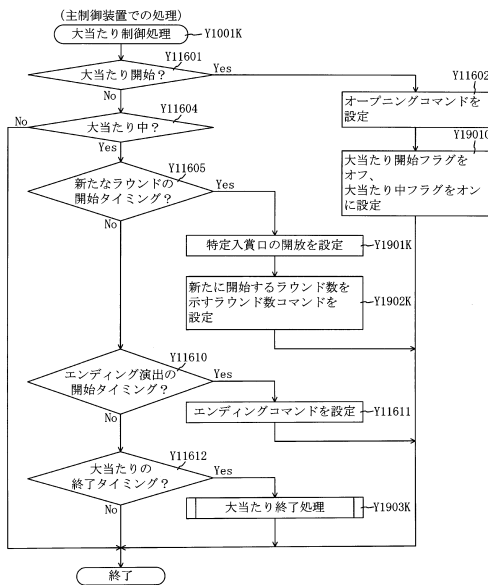 (主制御装置での処理)
大当たり制御処理
Y1001K
Y11601
大当たり開始?
Yes
No
Y11602
オープニングコマンドを
設定
Y19010
大当たり開始フラグを
オフ、
大当たり中フラグをオン
に設定
Y11604
No
大当たり中?
Yes
Y11605
新たなラウンドの
開始タイミング?
Yes
No
特定入賞口の開放を設定
Y1901K
新たに開始するラウンド数を
示すラウンド数コマンドを
設定
Y1902K
Y11610
エンディング演出の
開始タイミング?
Yes
No
エンディングコマンドを設定
Y11611
Y11612
大当たりの
終了タイミング?
Yes
No
大当たり終了処理
Y1903K
終了